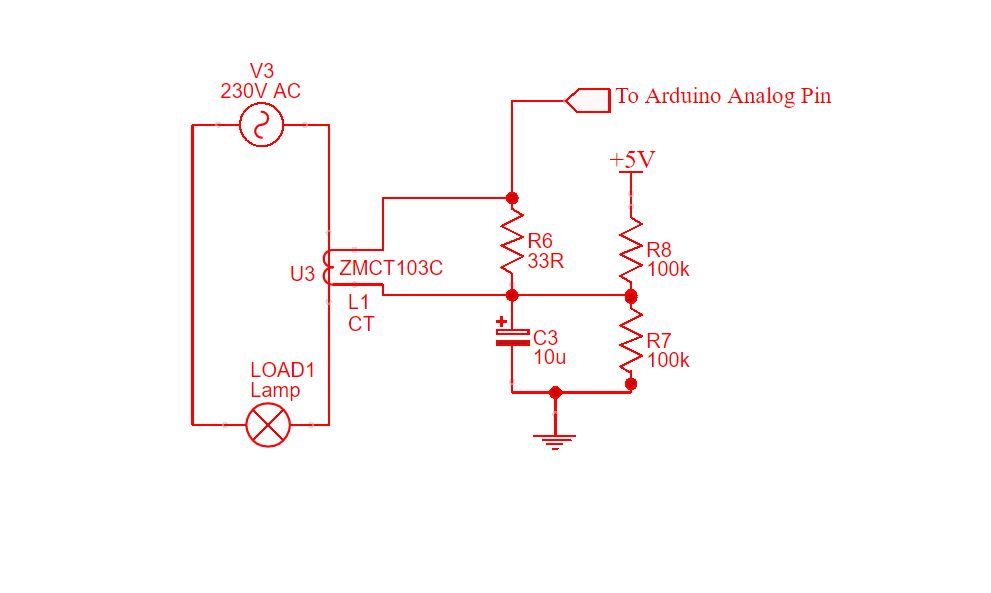 V3
230V AC
To Arduino Analog Pin
+5V
R6
33R
R8
100k
U3
ZMCT103C
L1
CT
C3
10u
R7
100k
LOAD1
Lamp